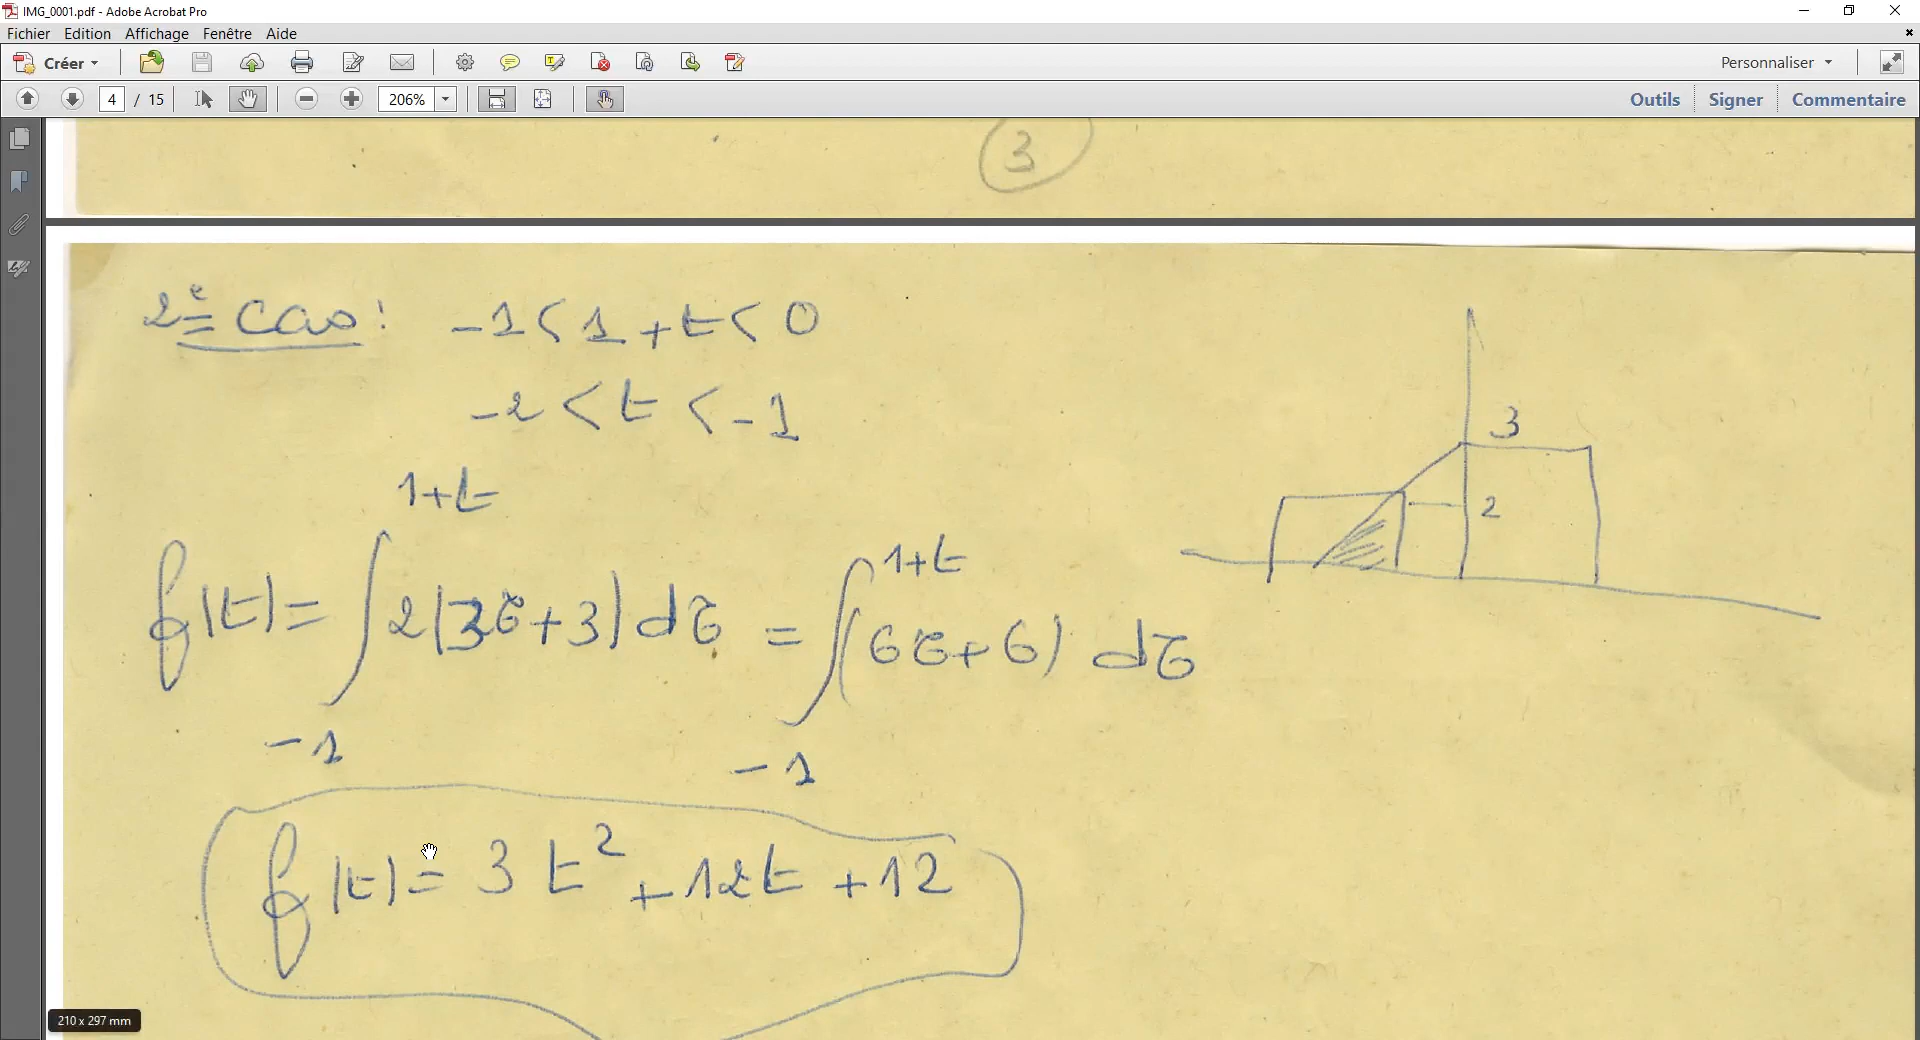 IMG_0001.pdf - Adobe Acrobat Pro
Fichier Edition Affichage Fenêtre Aide
Créer Personnaliser
4 / 15 206% Outils Signer Commentaire
3
2e cas : -1 < 1 + t < 0
-2 < t < -1
3
2
f(t) = ∫_{-1}^{1+t} 2(3τ+3) dτ = ∫_{-1}^{1+t} (6τ+6) dτ
f(t) = 3t² + 12t + 12
210 x 297 mm